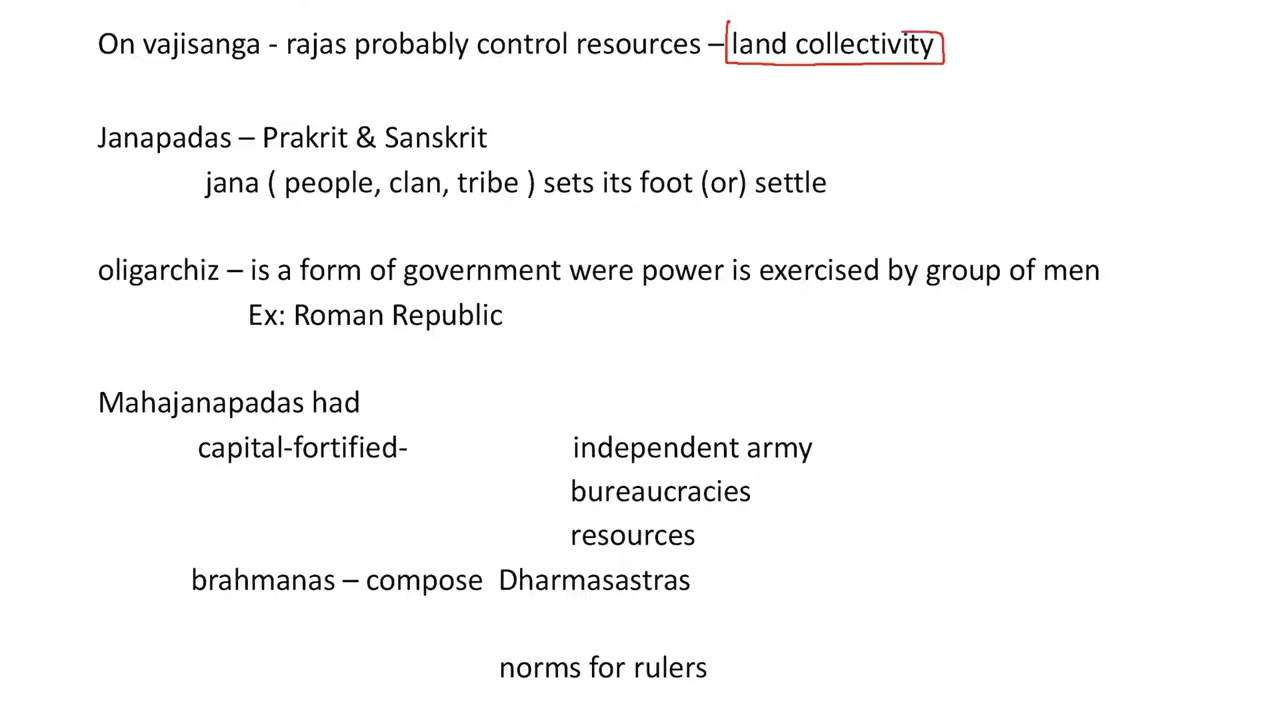 On vajisanga - rajas probably control resources – land collectivity
Janapadas – Prakrit & Sanskrit
jana ( people, clan, tribe ) sets its foot (or) settle
oligarchiz – is a form of government were power is exercised by group of men
Ex: Roman Republic
Mahajanapadas had
capital-fortified- independent army
bureaucracies
resources
brahmanas – compose Dharmasastras
norms for rulers